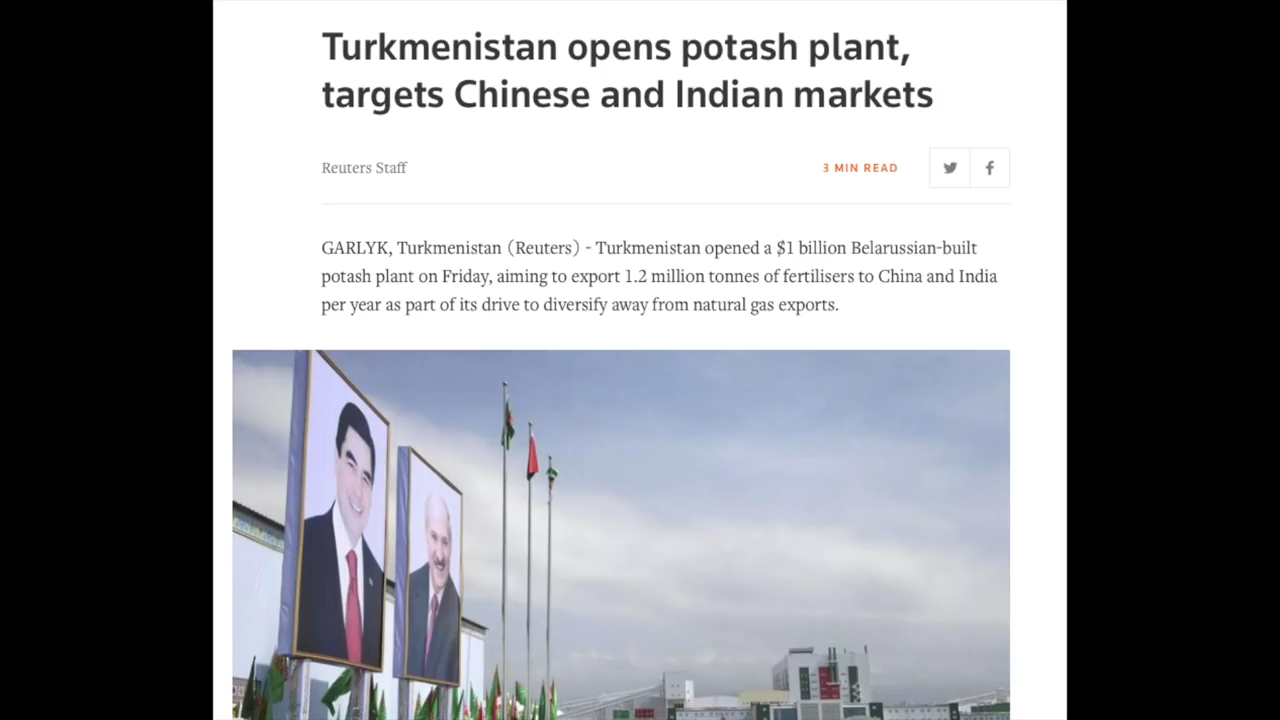 Turkmenistan opens potash plant,
targets Chinese and Indian markets
Reuters Staff
3 MIN READ
GARLYK, Turkmenistan (Reuters) - Turkmenistan opened a $1 billion Belarussian-built
potash plant on Friday, aiming to export 1.2 million tonnes of fertilisers to China and India
per year as part of its drive to diversify away from natural gas exports.